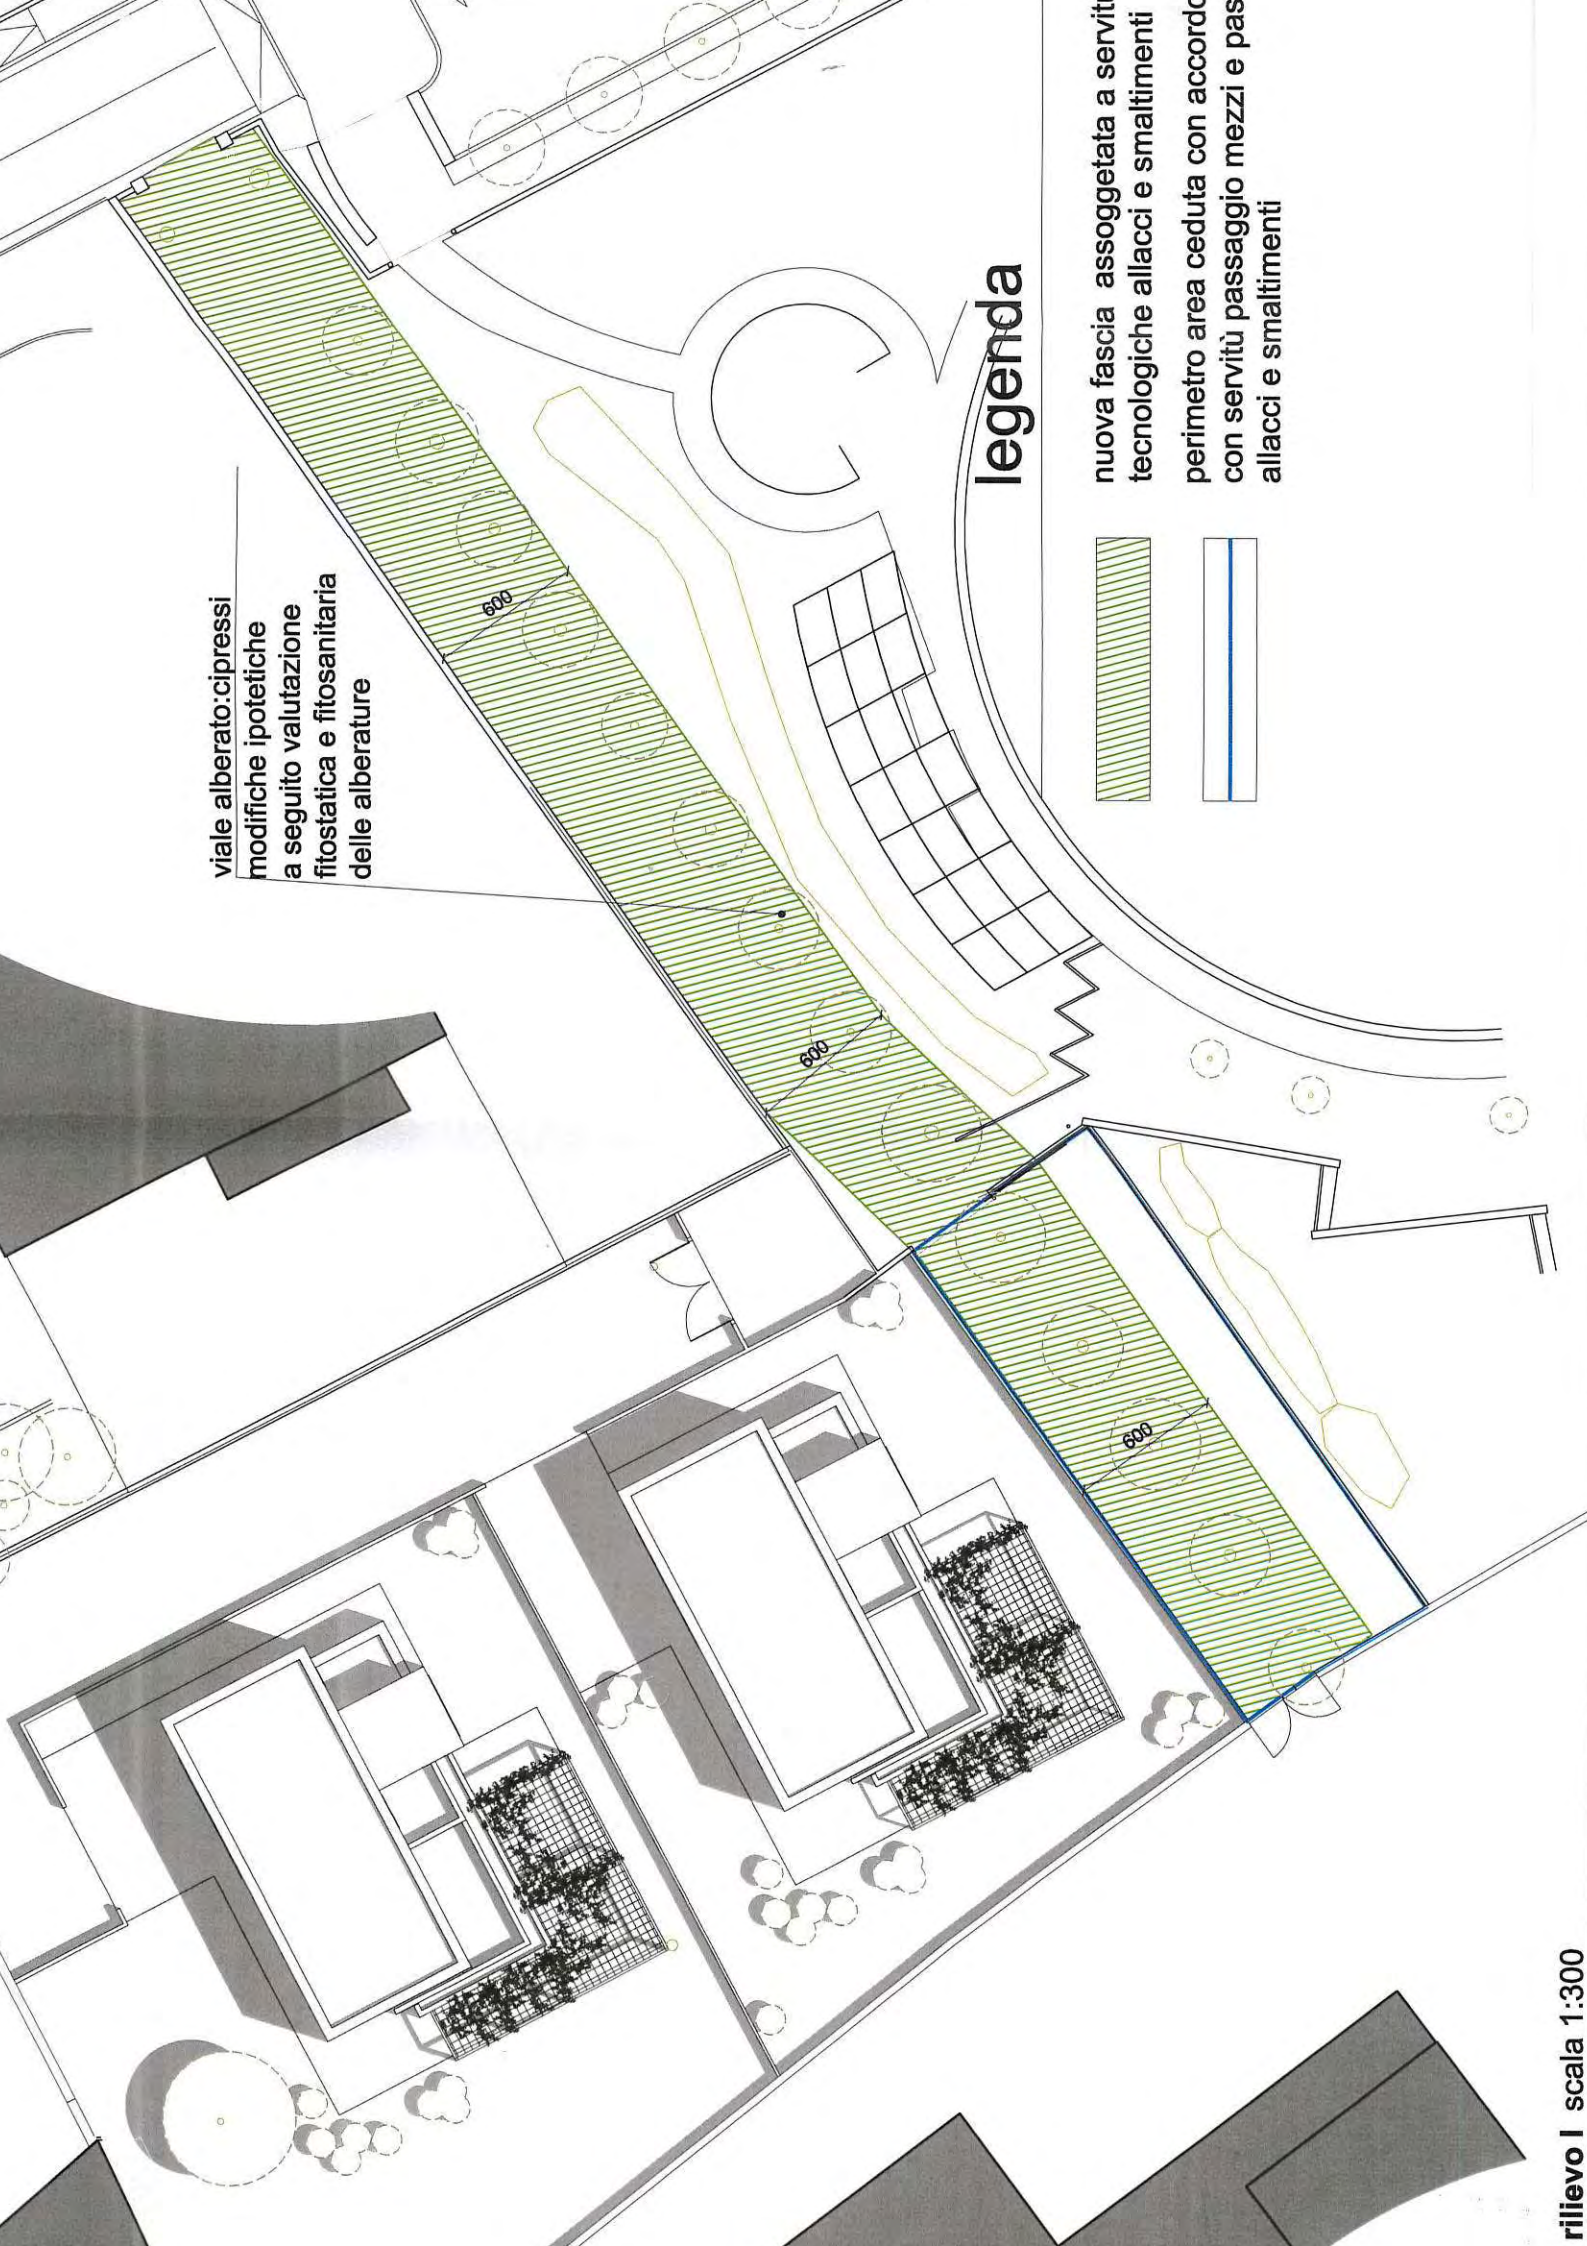 viale alberato:cipressi
modifiche ipotetiche
a seguito valutazione
fitostatica e fitosanitaria
delle alberature
600
600
600
legenda
nuova fascia assoggetata a servitù
tecnologiche allacci e smaltimenti
perimetro area ceduta con accordo
con servitù passaggio mezzi e pas
allacci e smaltimenti
rilievo I scala 1:300